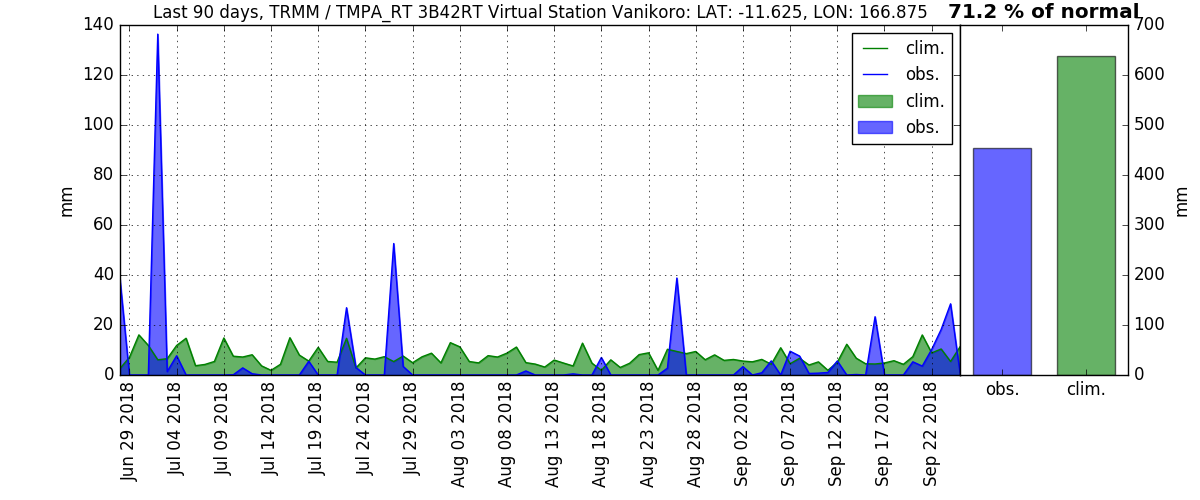 Last 90 days, TRMM / TMPA_RT 3B42RT Virtual Station Vanikoro: LAT: -11.625, LON: 166.875
71.2 % of normal
140
120
100
80
60
40
20
0
mm
clim.
obs.
clim.
obs.
Jun 29 2018
Jul 04 2018
Jul 09 2018
Jul 14 2018
Jul 19 2018
Jul 24 2018
Jul 29 2018
Aug 03 2018
Aug 08 2018
Aug 13 2018
Aug 18 2018
Aug 23 2018
Aug 28 2018
Sep 02 2018
Sep 07 2018
Sep 12 2018
Sep 17 2018
Sep 22 2018
700
600
500
400
300
200
100
0
mm
obs.
clim.